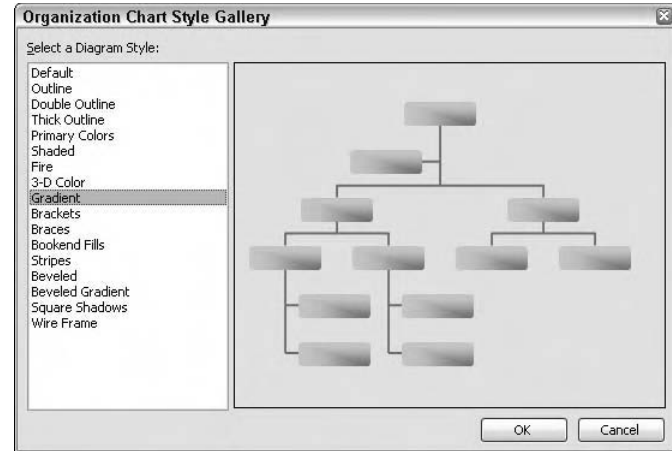 Organization Chart Style Gallery
Select a Diagram Style:
Default
Outline
Double Outline
Thick Outline
Primary Colors
Shaded
Fire
3-D Color
Gradient
Brackets
Braces
Bookend Fills
Stripes
Beveled
Beveled Gradient
Square Shadows
Wire Frame
OK
Cancel